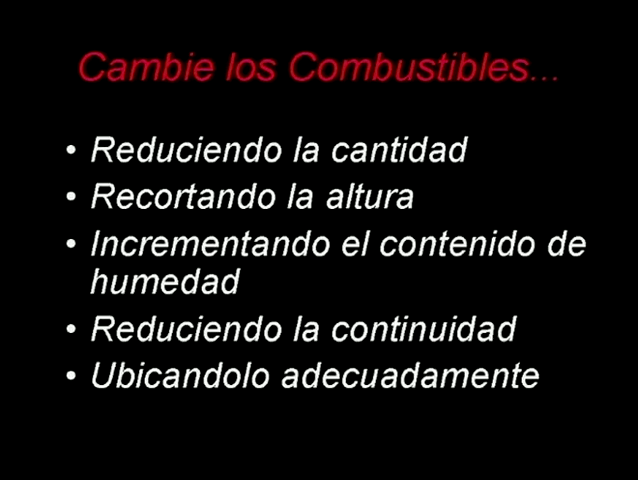 Cambie los Combustibles...
• Reduciendo la cantidad
• Recortando la altura
• Incrementando el contenido de
humedad
• Reduciendo la continuidad
• Ubicandolo adecuadamente